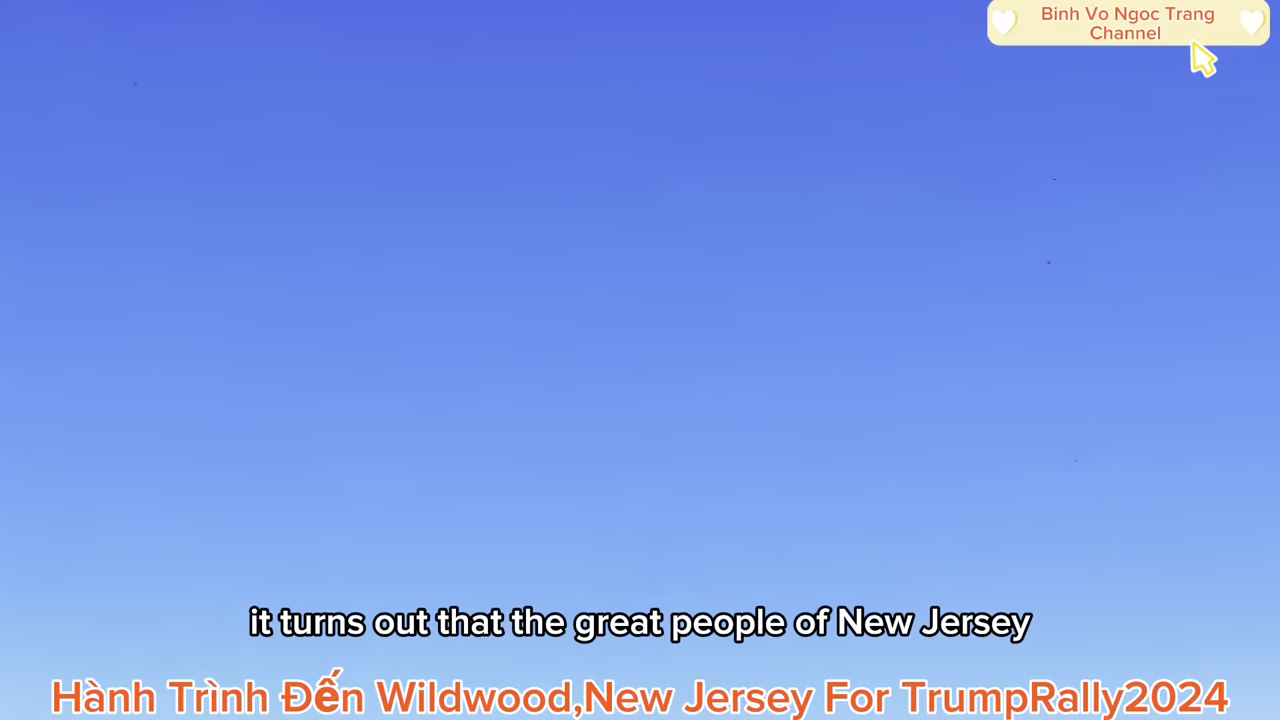 Binh Vo Ngoc Trang
Channel
it turns out that the great people of New Jersey
Hành Trình Đến Wildwood,New Jersey For TrumpRally2024